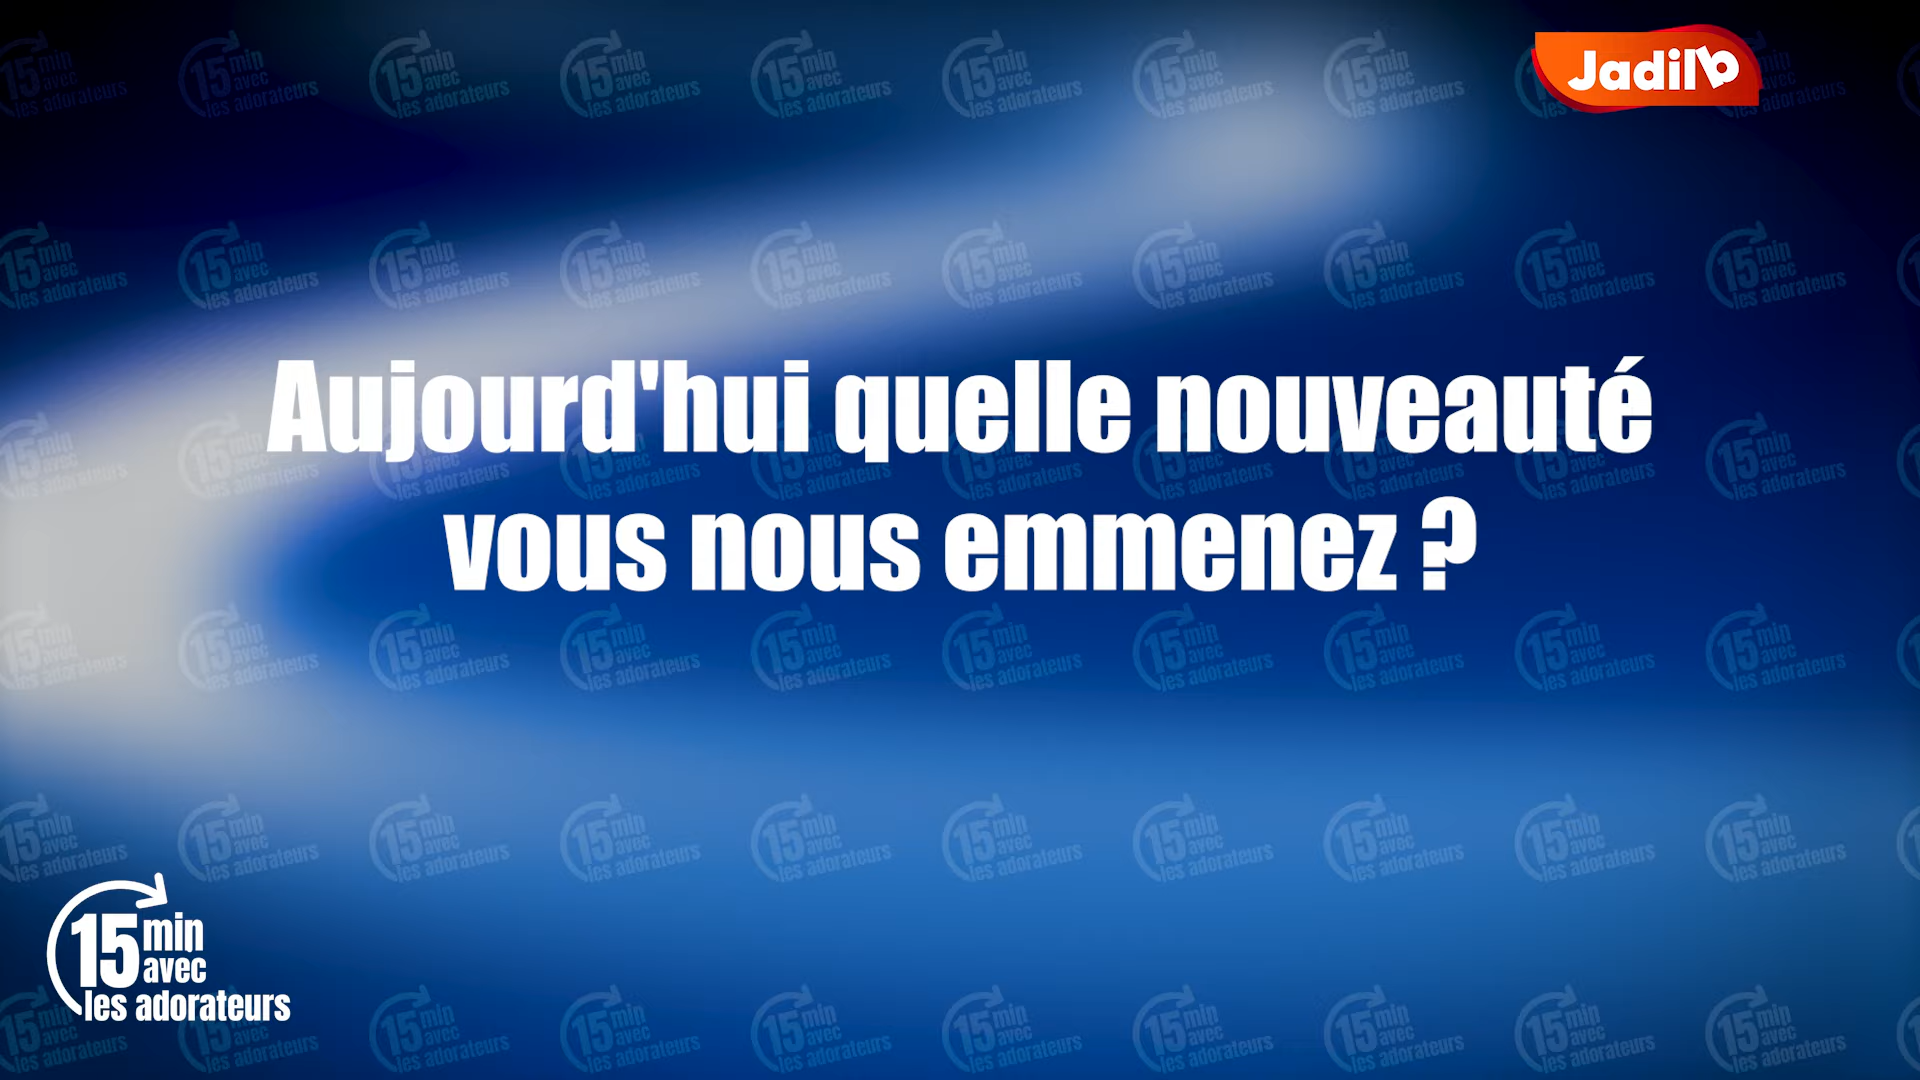 Jadilo
Aujourd'hui quelle nouveauté
vous nous emmenez ?
15 min
avec
les adorateurs